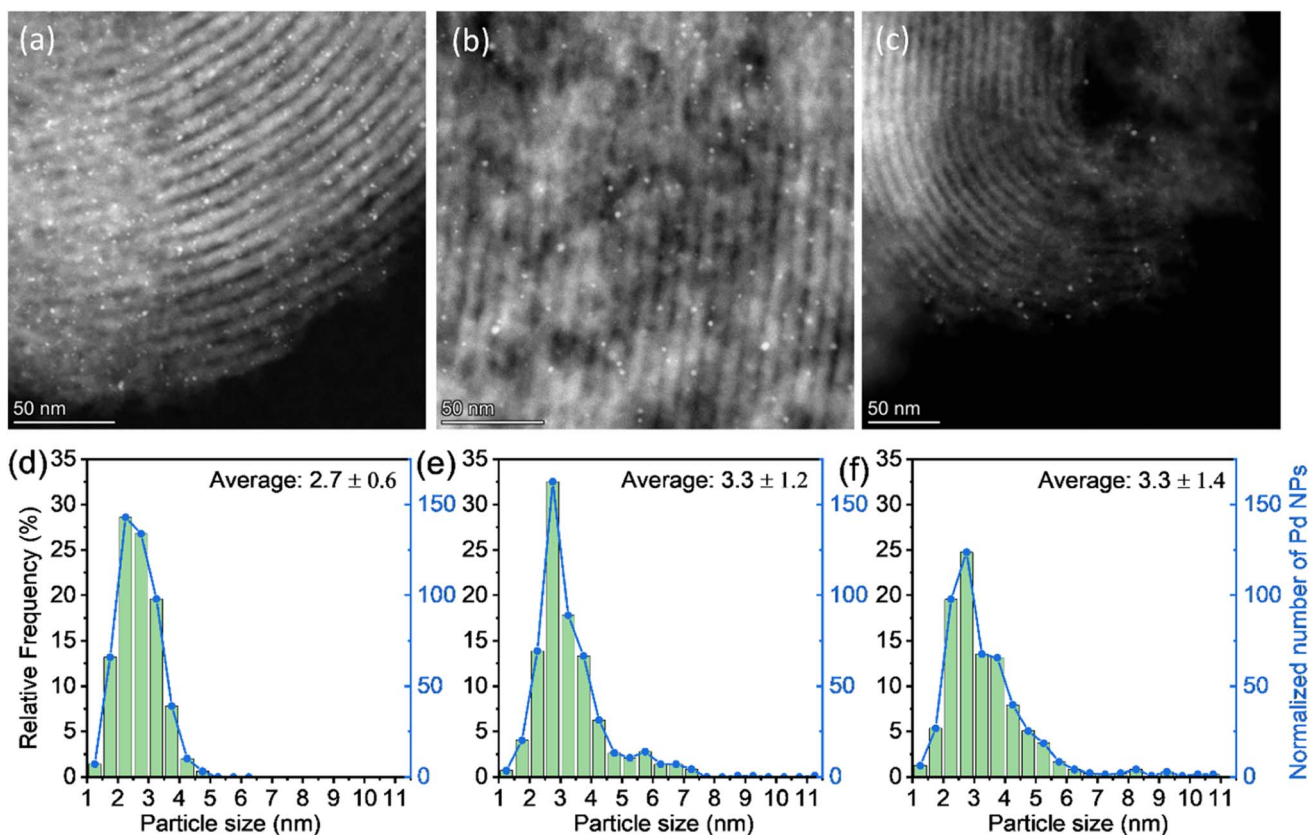 (a)
(b)
(c)
50 nm
50 nm
50 nm
(d)
(e)
(f)
Average: 2.7 ± 0.6
Average: 3.3 ± 1.2
Average: 3.3 ± 1.4
Relative Frequency (%)
35
30
25
20
15
10
5
0
150
100
50
0
1 2 3 4 5 6 7 8 9 10 11
Particle size (nm)
35
30
25
20
15
10
5
0
150
100
50
0
1 2 3 4 5 6 7 8 9 10 11
Particle size (nm)
35
30
25
20
15
10
5
0
150
100
50
0
1 2 3 4 5 6 7 8 9 10 11
Particle size (nm)
Normalized number of Pd NPs